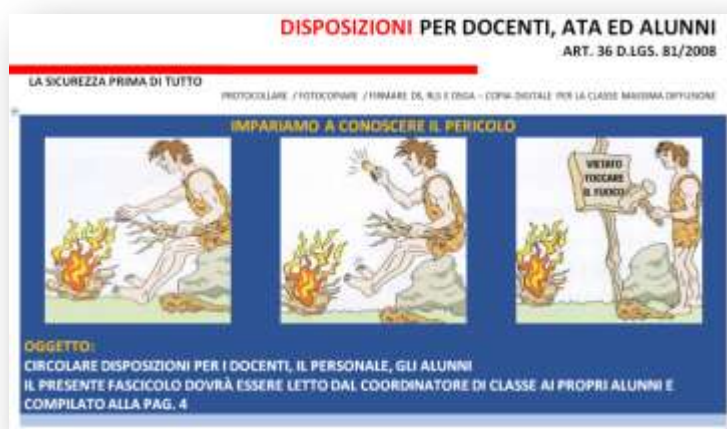 DISPOSIZIONI PER DOCENTI, ATA ED ALUNNI
ART. 36 D.LGS. 81/2008
LA SICUREZZA PRIMA DI TUTTO
PROTOCOLLARE / FOTOCOPIARE / FIRMARE DS, RLS E DSGA – COPIA DIGITALE PER LA CLASSE MASSIMA DIFFUSIONE
IMPARIAMO A CONOSCERE IL PERICOLO
VIETATO
TOCCARE
IL FUOCO
OGGETTO:
CIRCOLARE DISPOSIZIONI PER I DOCENTI, IL PERSONALE, GLI ALUNNI
IL PRESENTE FASCICOLO DOVRÀ ESSERE LETTO DAL COORDINATORE DI CLASSE AI PROPRI ALUNNI E
COMPILATO ALLA PAG. 4